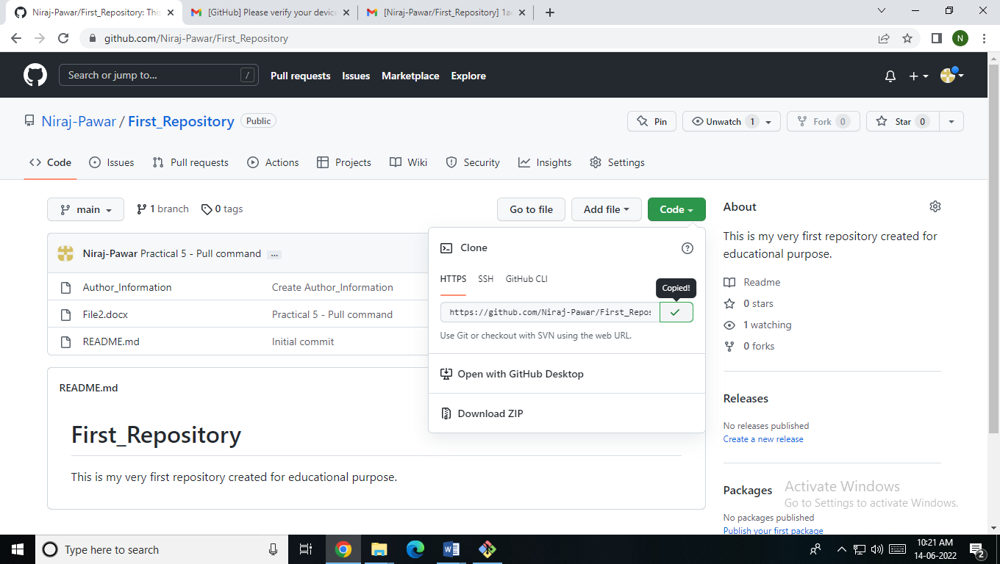 Niraj-Pawar/First_Repository: This
[GitHub] Please verify your device
[Niraj-Pawar/First_Repository] 1a
github.com/Niraj-Pawar/First_Repository
N
Search or jump to...
/
Pull requests Issues Marketplace Explore
Niraj-Pawar / First_Repository Public
Pin
Unwatch 1
Fork 0
Star 0
Code Issues Pull requests Actions Projects Wiki Security Insights Settings
main
1 branch
0 tags
Go to file
Add file
Code
Niraj-Pawar Practical 5 - Pull command ...
Author_Information Create Author_Information
File2.docx Practical 5 - Pull command
README.md Initial commit
Clone
HTTPS SSH GitHub CLI
Copied!
https://github.com/Niraj-Pawar/First_Repos
Use Git or checkout with SVN using the web URL.
Open with GitHub Desktop
Download ZIP
README.md
First_Repository
This is my very first repository created for educational purpose.
About
This is my very first repository created for
educational purpose.
Readme
0 stars
1 watching
0 forks
Releases
No releases published
Create a new release
Packages
No packages published
Publish your first package
Activate Windows
Go to Settings to activate Windows.
Type here to search
10:21 AM
14-06-2022
2